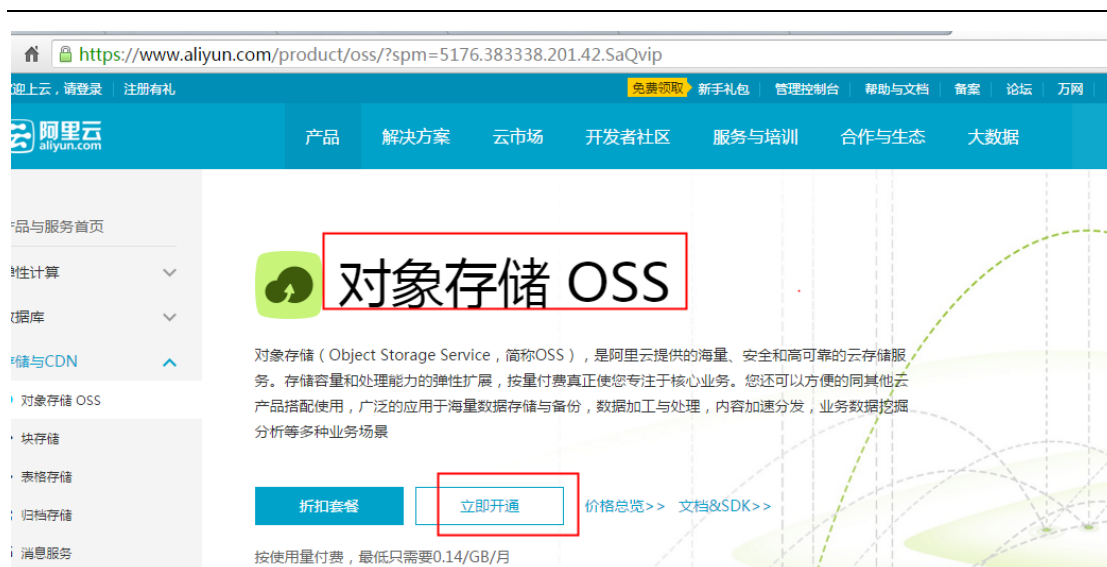 https://www.aliyun.com/product/oss/?spm=5176.383338.201.42.SaQvip
迎上云，请登录 注册有礼 免费领取 新手礼包 管理控制台 帮助与文档 备案 论坛 万网
阿里云
aliyun.com
产品 解决方案 云市场 开发者社区 服务与培训 合作与生态 大数据
品与服务首页
性计算
据库
储与CDN
对象存储 OSS
块存储
表格存储
归档存储
消息服务
对象存储 OSS
对象存储（Object Storage Service，简称OSS），是阿里云提供的海量、安全和高可靠的云存储服
务。存储容量和处理能力的弹性扩展，按量付费真正使您专注于核心业务。您还可以方便的同其他云
产品搭配使用，广泛的应用于海量数据存储与备份，数据加工与处理，内容加速分发，业务数据挖掘
分析等多种业务场景
折扣套餐 立即开通 价格总览>> 文档&SDK>>
按使用量付费，最低只需要0.14/GB/月